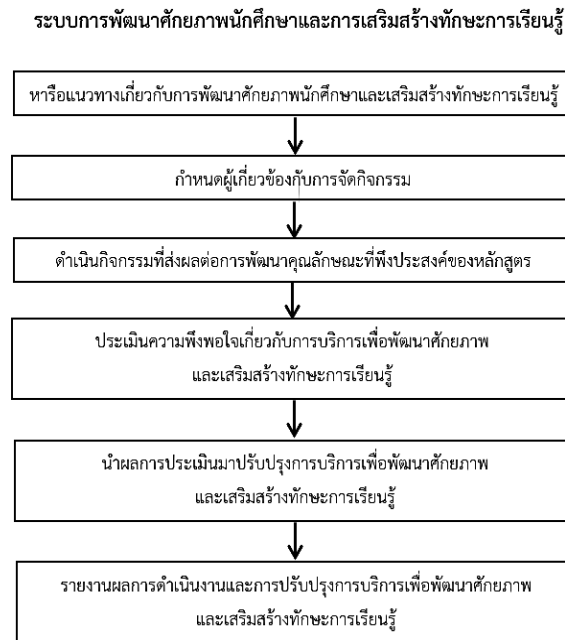 ระบบการพัฒนาศักยภาพนักศึกษาและการเสริมสร้างทักษะการเรียนรู้
หารือแนวทางเกี่ยวกับการพัฒนาศักยภาพนักศึกษาและเสริมสร้างทักษะการเรียนรู้
กำหนดผู้เกี่ยวข้องกับการจัดกิจกรรม
ดำเนินกิจกรรมที่ส่งผลต่อการพัฒนาคุณลักษณะที่พึงประสงค์ของหลักสูตร
ประเมินความพึงพอใจเกี่ยวกับการบริการเพื่อพัฒนาศักยภาพ
และเสริมสร้างทักษะการเรียนรู้
นำผลการประเมินมาปรับปรุงการบริการเพื่อพัฒนาศักยภาพ
และเสริมสร้างทักษะการเรียนรู้
รายงานผลการดำเนินงานและการปรับปรุงการบริการเพื่อพัฒนาศักยภาพ
และเสริมสร้างทักษะการเรียนรู้